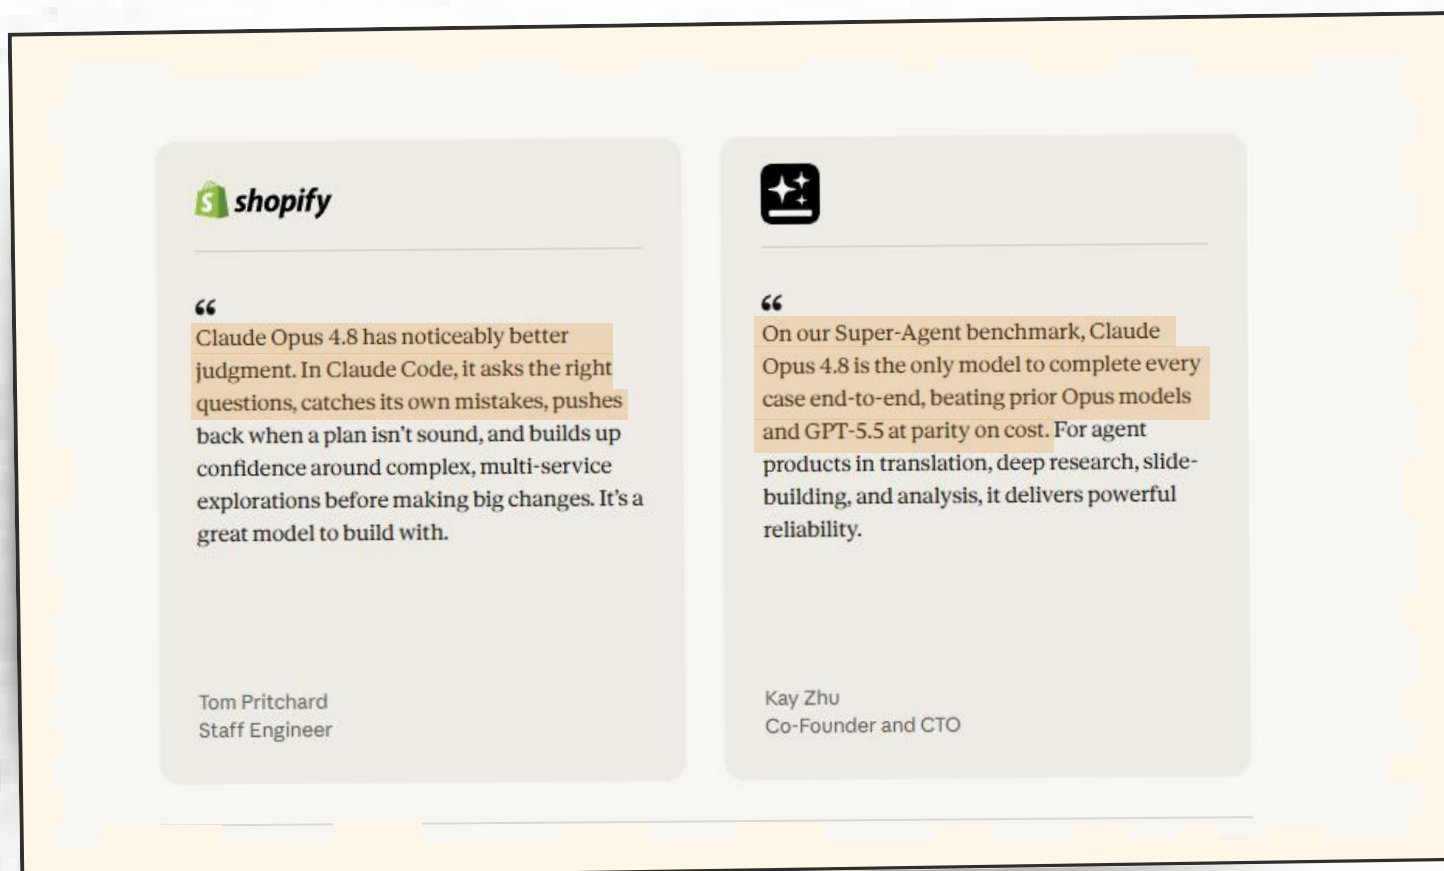 shopify
“
Claude Opus 4.8 has noticeably better
judgment. In Claude Code, it asks the right
questions, catches its own mistakes, pushes
back when a plan isn’t sound, and builds up
confidence around complex, multi-service
explorations before making big changes. It’s a
great model to build with.
Tom Pritchard
Staff Engineer
“
On our Super-Agent benchmark, Claude
Opus 4.8 is the only model to complete every
case end-to-end, beating prior Opus models
and GPT-5.5 at parity on cost. For agent
products in translation, deep research, slide-
building, and analysis, it delivers powerful
reliability.
Kay Zhu
Co-Founder and CTO